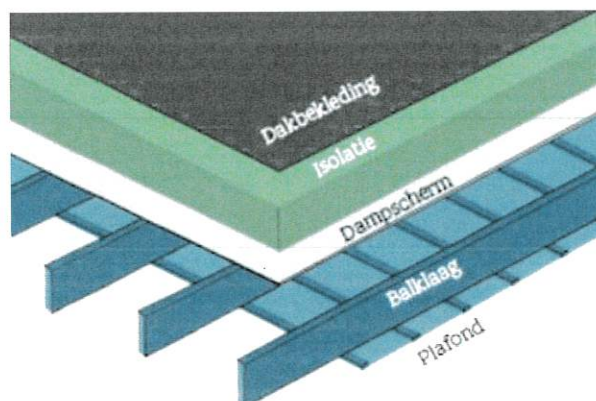 Dakbekleding
Isolatie
Dampscherm
Balklaag
Plafond